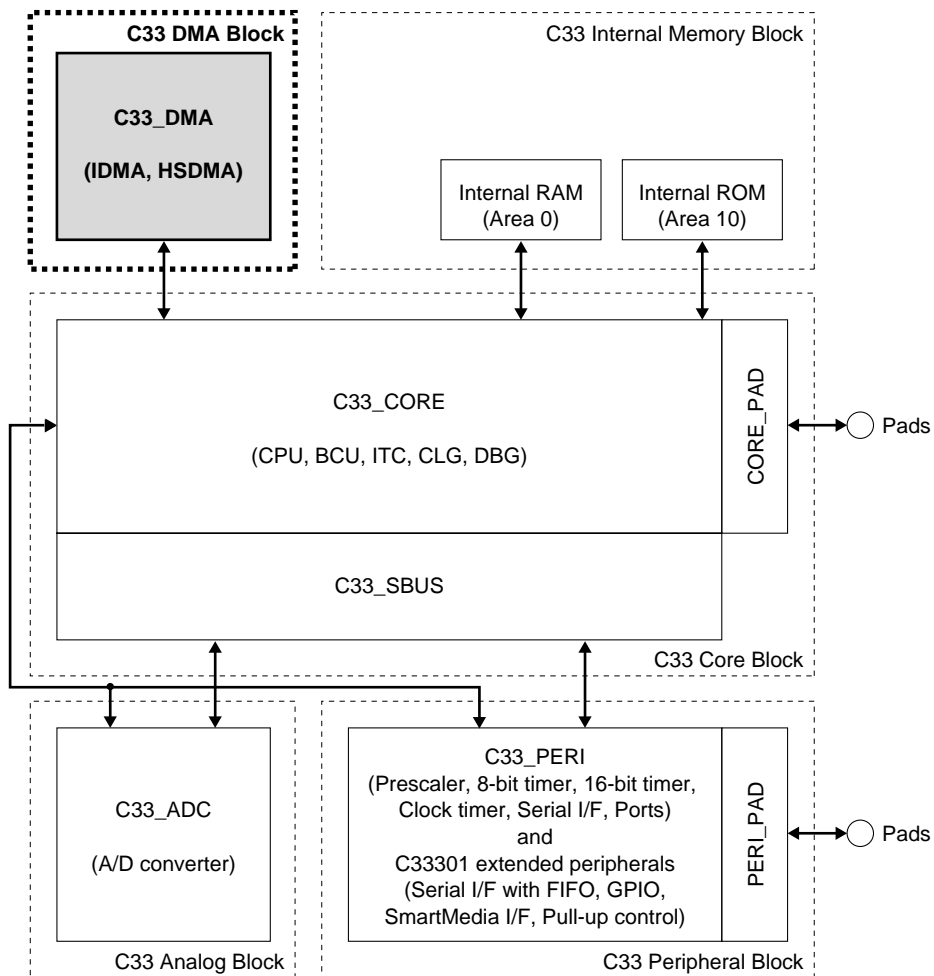 C33 DMA Block
C33_DMA
(IDMA, HSDMA)
C33 Internal Memory Block
Internal RAM
(Area 0)
Internal ROM
(Area 10)
C33_CORE
(CPU, BCU, ITC, CLG, DBG)
CORE_PAD
Pads
C33_SBUS
C33 Core Block
C33_ADC
(A/D converter)
C33 Analog Block
C33_PERI
(Prescaler, 8-bit timer, 16-bit timer,
Clock timer, Serial I/F, Ports)
and
C33301 extended peripherals
(Serial I/F with FIFO, GPIO,
SmartMedia I/F, Pull-up control)
PERI_PAD
Pads
C33 Peripheral Block